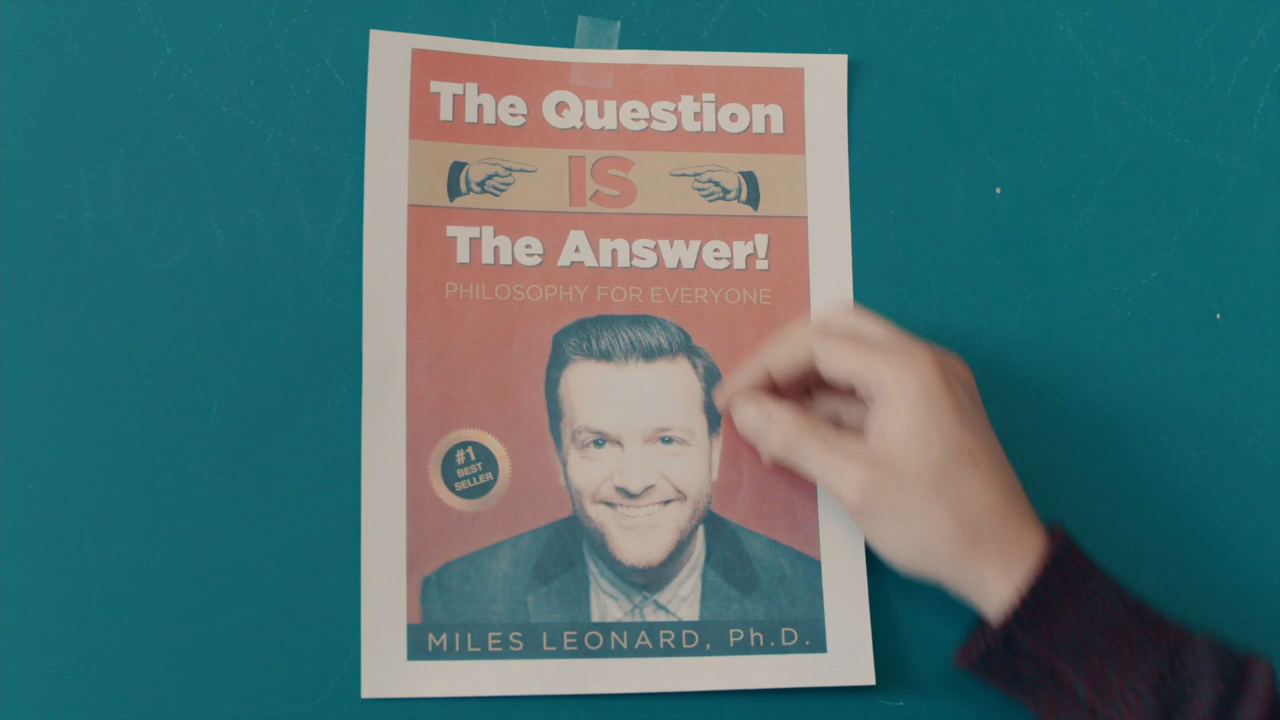 The Question
IS
The Answer!
PHILOSOPHY FOR EVERYONE
#1
BEST
SELLER
MILES LEONARD, Ph.D.